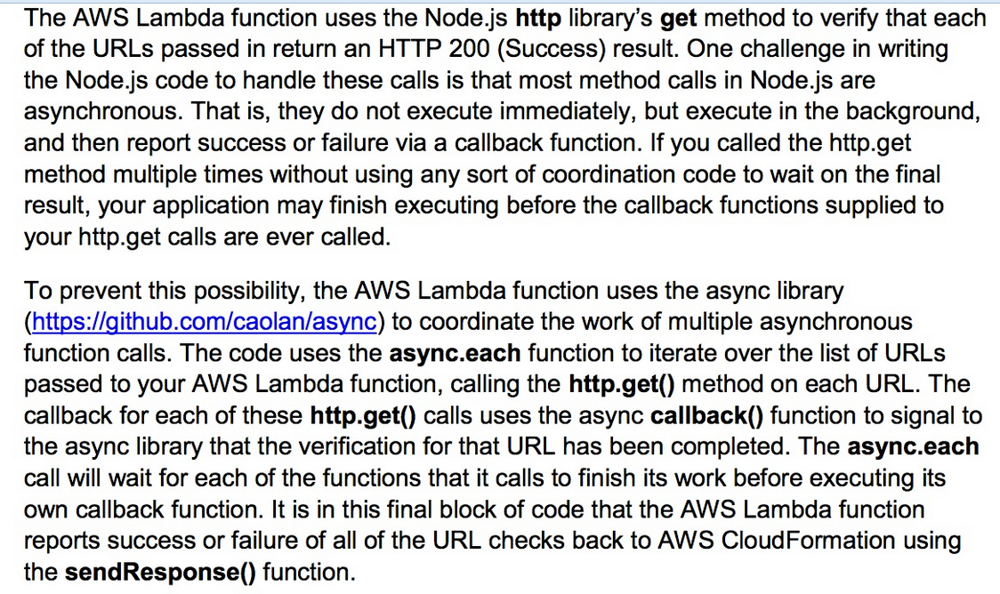 The AWS Lambda function uses the Node.js http library’s get method to verify that each
of the URLs passed in return an HTTP 200 (Success) result. One challenge in writing
the Node.js code to handle these calls is that most method calls in Node.js are
asynchronous. That is, they do not execute immediately, but execute in the background,
and then report success or failure via a callback function. If you called the http.get
method multiple times without using any sort of coordination code to wait on the final
result, your application may finish executing before the callback functions supplied to
your http.get calls are ever called.
To prevent this possibility, the AWS Lambda function uses the async library
(https://github.com/caolan/async) to coordinate the work of multiple asynchronous
function calls. The code uses the async.each function to iterate over the list of URLs
passed to your AWS Lambda function, calling the http.get() method on each URL. The
callback for each of these http.get() calls uses the async callback() function to signal to
the async library that the verification for that URL has been completed. The async.each
call will wait for each of the functions that it calls to finish its work before executing its
own callback function. It is in this final block of code that the AWS Lambda function
reports success or failure of all of the URL checks back to AWS CloudFormation using
the sendResponse() function.